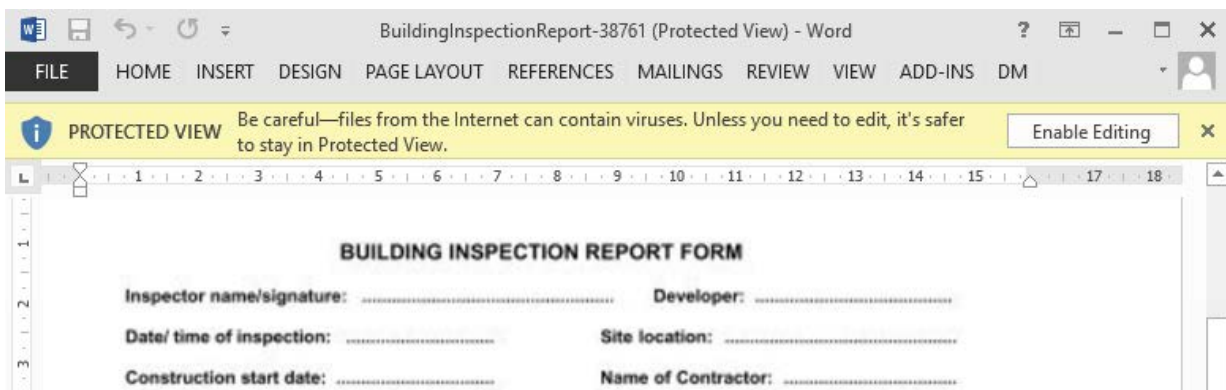 BuildingInspectionReport-38761 (Protected View) - Word ?
FILE HOME INSERT DESIGN PAGE LAYOUT REFERENCES MAILINGS REVIEW VIEW ADD-INS DM
PROTECTED VIEW Be careful—files from the Internet can contain viruses. Unless you need to edit, it's safer to stay in Protected View. Enable Editing
L 1 2 3 4 5 6 7 8 9 10 11 12 13 14 15 17 18
1
2
3
BUILDING INSPECTION REPORT FORM
Inspector name/signature: ........................ Developer: ........................
Date/ time of inspection: ........................ Site location: ........................
Construction start date: ........................ Name of Contractor: ........................